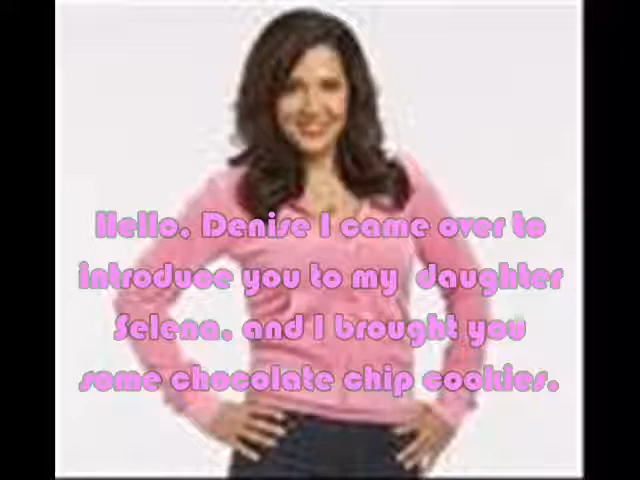 Hello, Denise I came over to
introduce you to my daughter
Selena, and I brought you
some chocolate chip cookies.